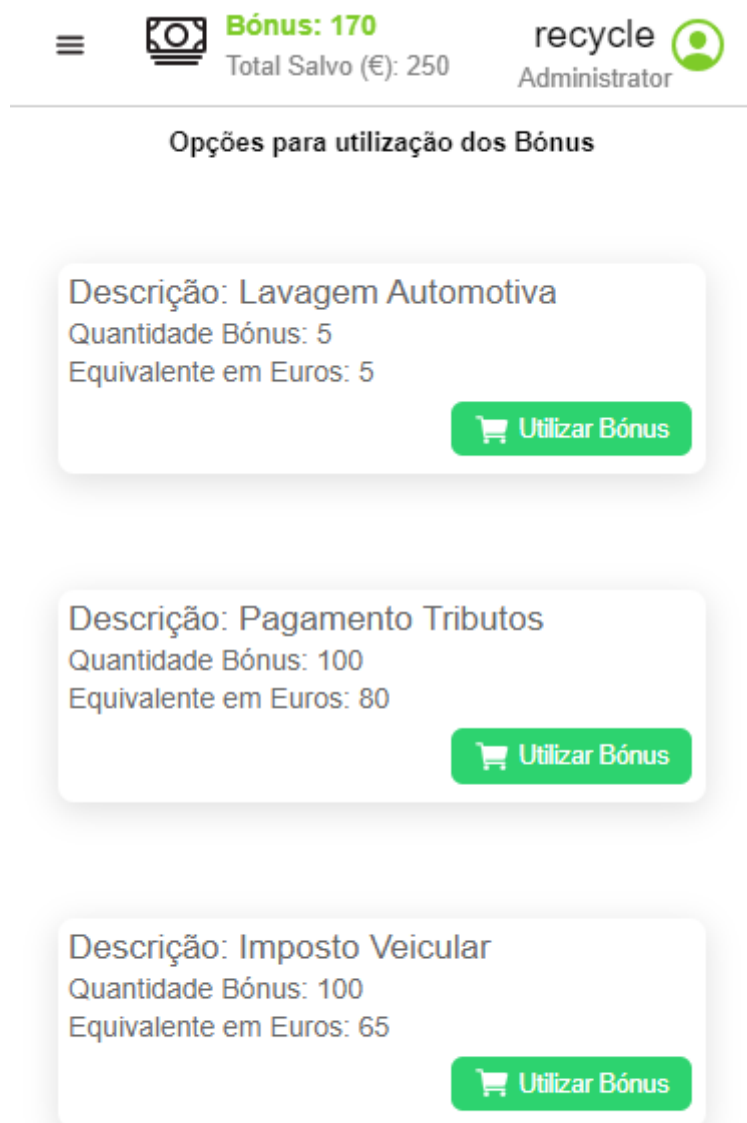 Bónus: 170
Total Salvo (€): 250
recycle
Administrator
Opções para utilização dos Bónus
Descrição: Lavagem Automotiva
Quantidade Bónus: 5
Equivalente em Euros: 5
Utilizar Bónus
Descrição: Pagamento Tributos
Quantidade Bónus: 100
Equivalente em Euros: 80
Utilizar Bónus
Descrição: Imposto Veicular
Quantidade Bónus: 100
Equivalente em Euros: 65
Utilizar Bónus